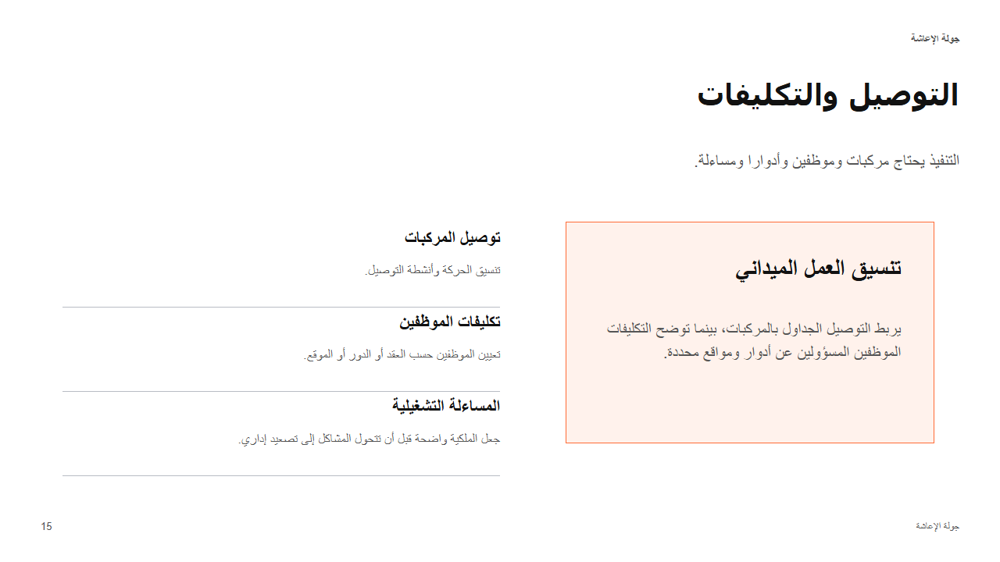 جولة الإعاشة
التوصيل والتكليفات
التنفيذ يحتاج مركبات وموظفين وأدوارا ومساءلة.
تنسيق العمل الميداني
يربط التوصيل الجداول بالمركبات، بينما توضح التكليفات
الموظفين المسؤولين عن أدوار ومواقع محددة.
توصيل المركبات
تنسيق الحركة وأنشطة التوصيل.
تكليفات الموظفين
تعيين الموظفين حسب العقد أو الدور أو الموقع.
المساءلة التشغيلية
جعل الملكية واضحة قبل أن تتحول المشاكل إلى تصعيد إداري.
جولة الإعاشة
15